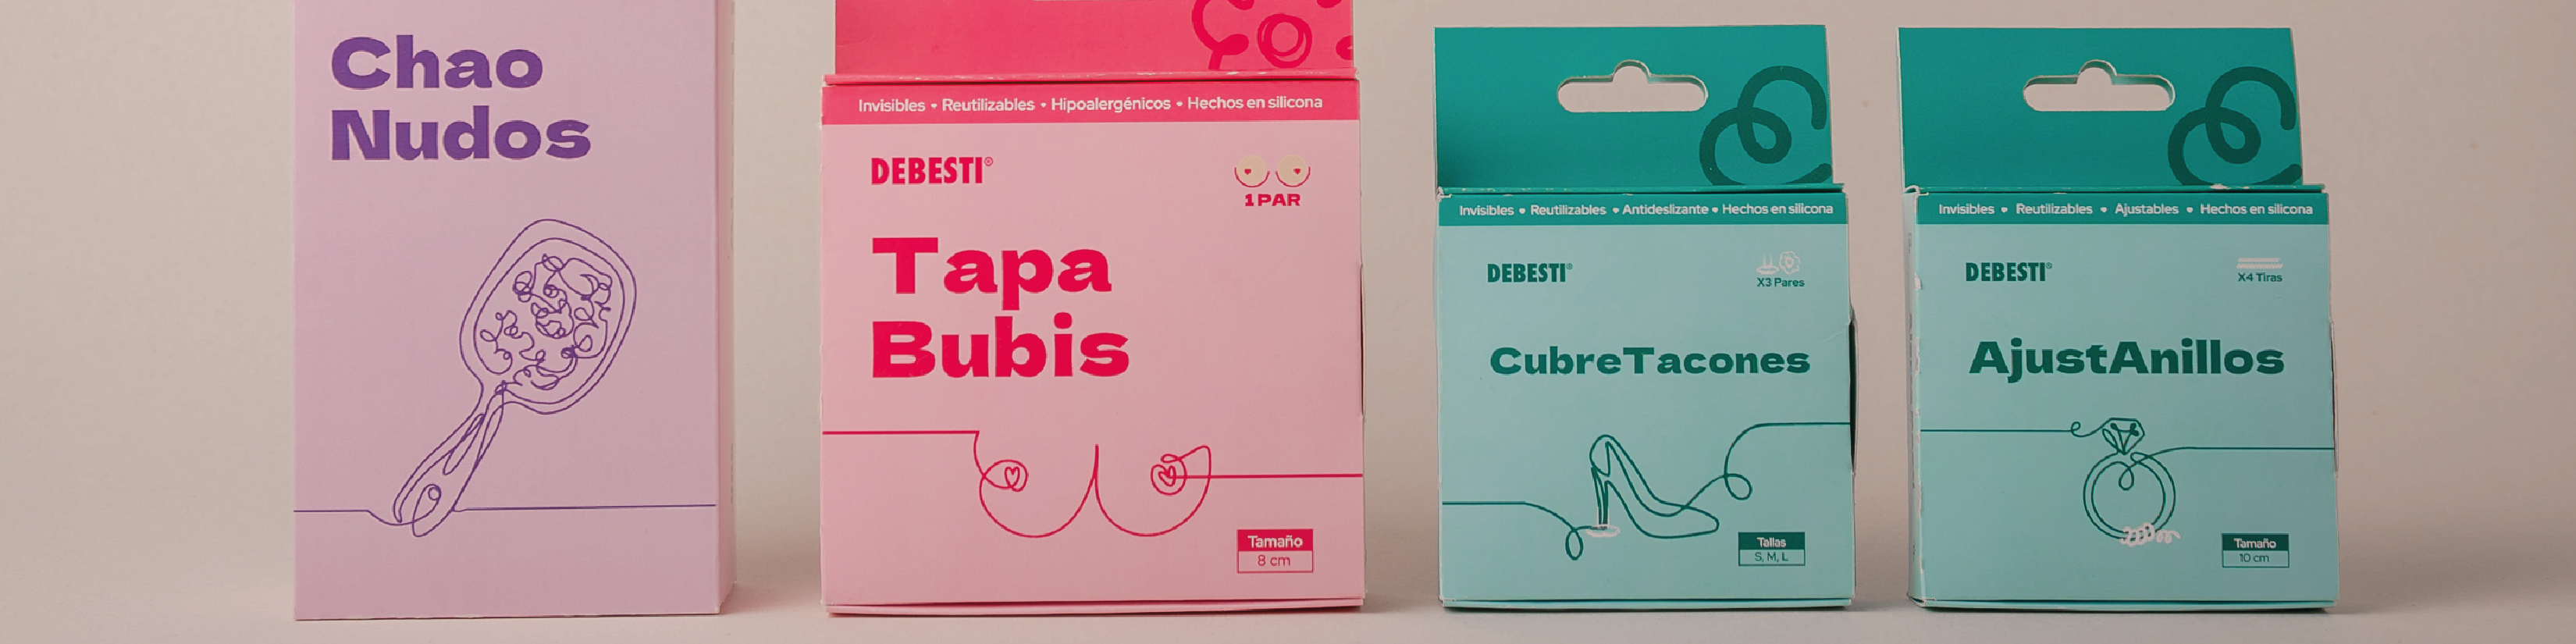 Chao
Nudos
Invisibles • Reutilizables • Hipoalergénicos • Hechos en silicona
DEBESTI®
1 PAR
Tapa
Bubis
Tamaño
8 cm
Invisibles • Reutilizables • Antideslizante • Hechos en silicona
DEBESTI®
X3 Pares
CubreTacones
Tallas
S, M, L
Invisibles • Reutilizables • Ajustables • Hechos en silicona
DEBESTI®
X4 Tiras
AjustAnillos
Tamaño
10 cm